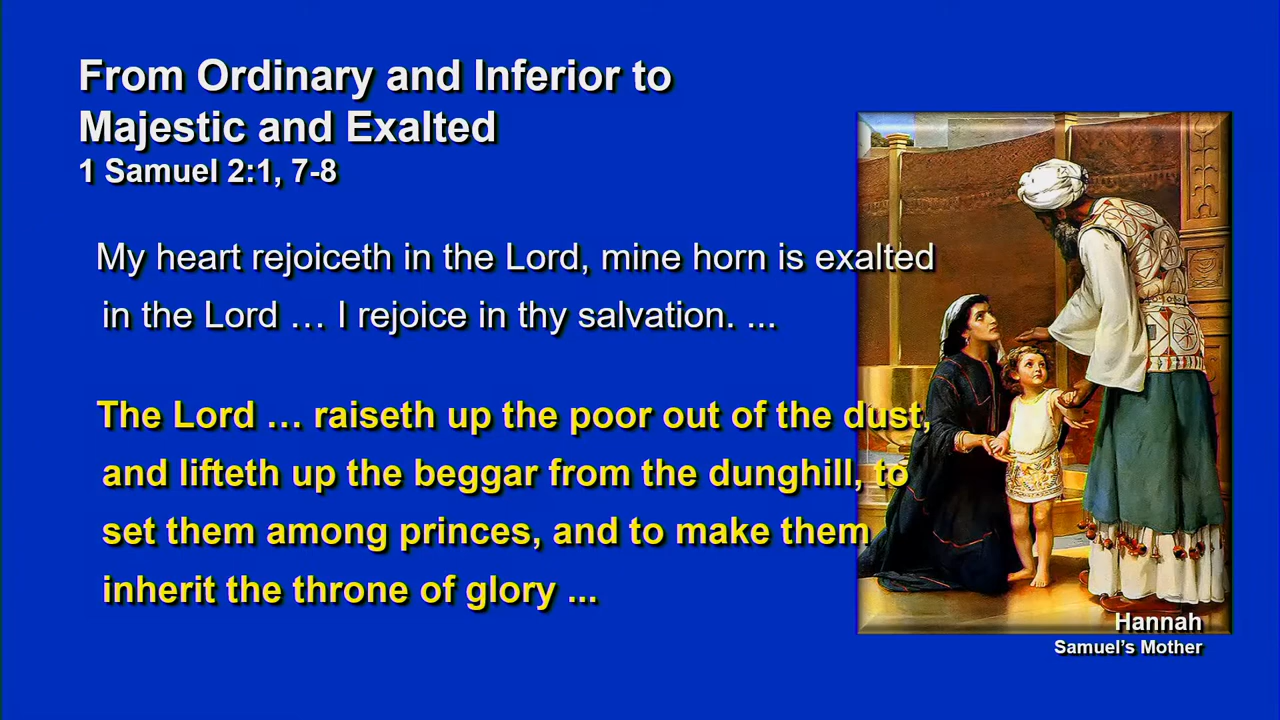 From Ordinary and Inferior to
Majestic and Exalted
1 Samuel 2:1, 7-8
My heart rejoiceth in the Lord, mine horn is exalted
in the Lord … I rejoice in thy salvation. ...
The Lord … raiseth up the poor out of the dust,
and lifteth up the beggar from the dunghill, to
set them among princes, and to make them
inherit the throne of glory ...
Hannah
Samuel’s Mother